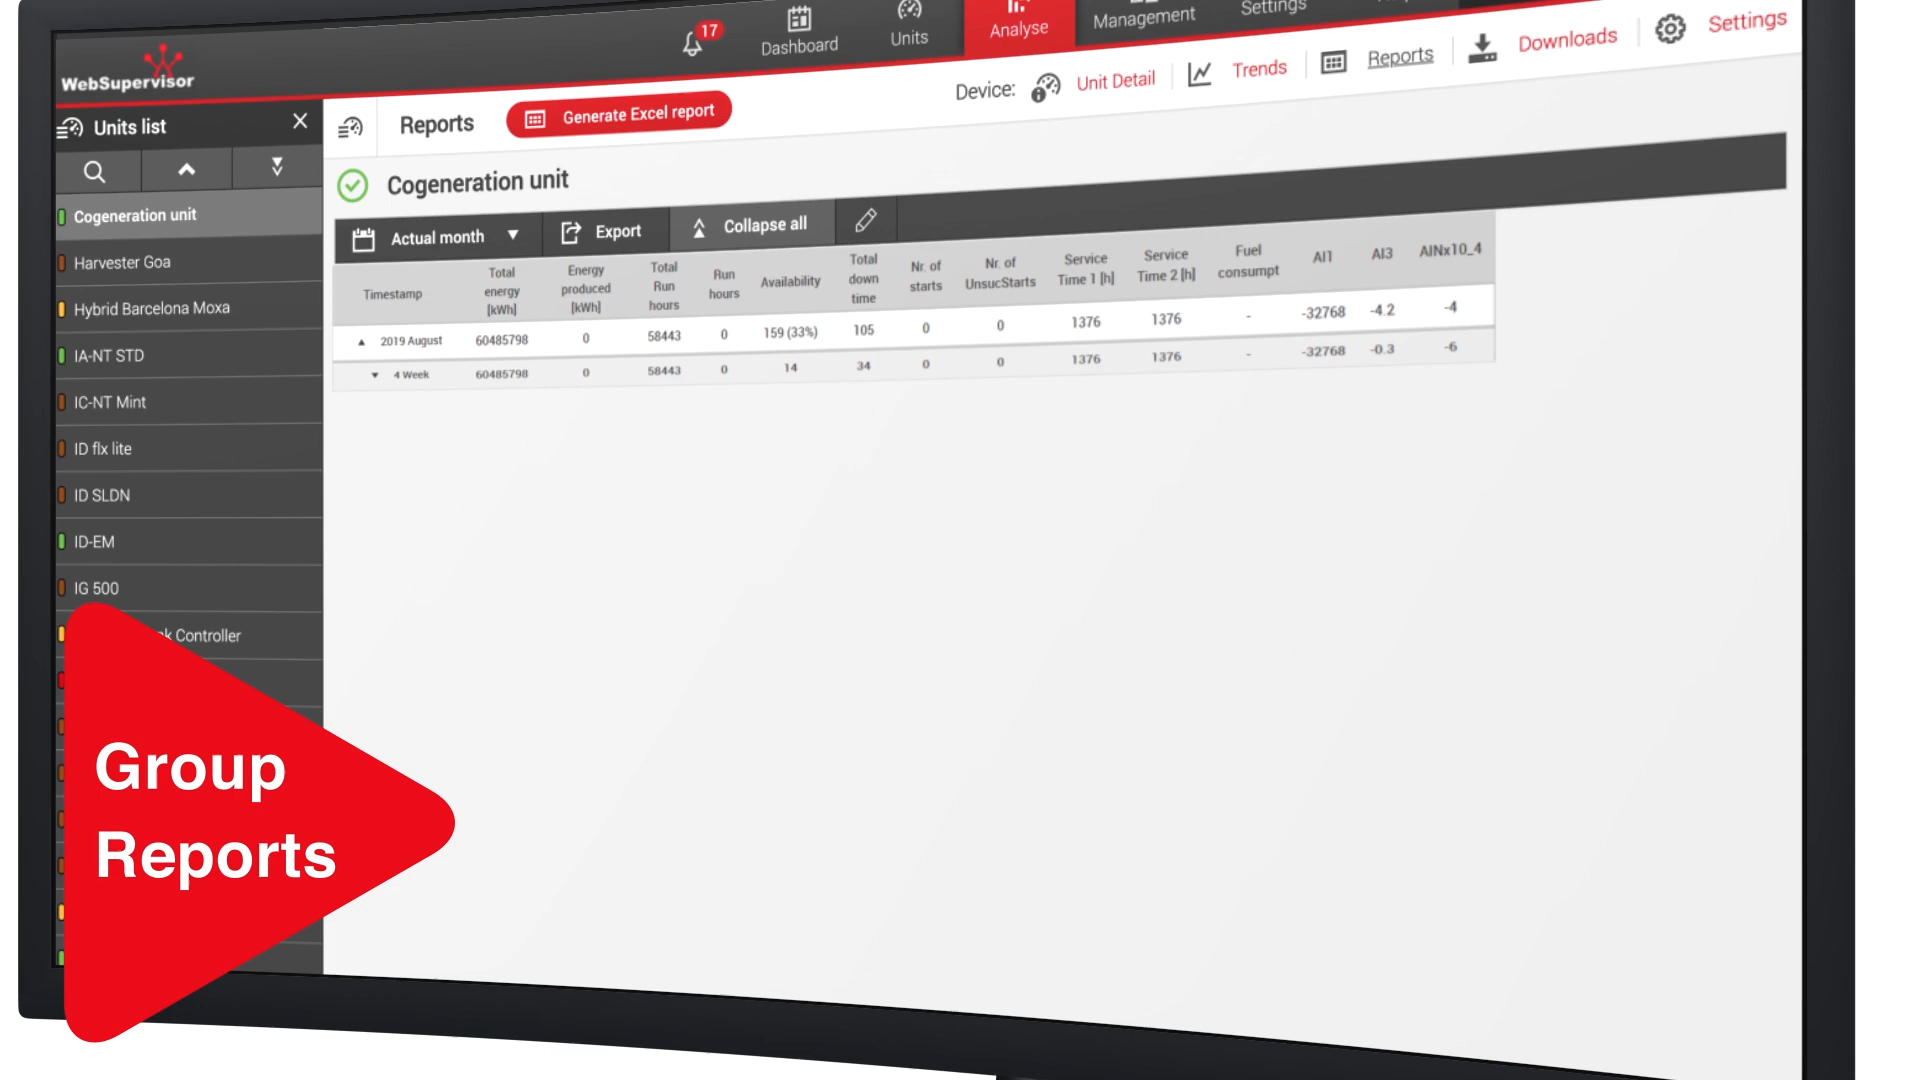 17
Dashboard
Units
Analyse
Management
Settings
WebSupervisor
Units list
Reports
Generate Excel report
Device:
Unit Detail
Trends
Reports
Downloads
Settings
Cogeneration unit
Actual month
Export
Collapse all
Timestamp
Total energy [kWh]
Energy produced [kWh]
Total Run hours
Run hours
Availability
Total down time
Nr. of starts
Nr. of UnsucStarts
Service Time 1 [h]
Service Time 2 [h]
Fuel consumpt
AI1
AI3
AINx10_4
2019 August 60485798 0 58443 0 159 (33%) 105 0 0 1376 1376 - -32768 -4.2 -4
4 Week 60485798 0 58443 0 14 34 0 0 1376 1376 - -32768 -0.3 -6
Cogeneration unit
Harvester Goa
Hybrid Barcelona Moxa
IA-NT STD
IC-NT Mint
ID flx lite
ID SLDN
ID-EM
IG 500
Controller
Group
Reports